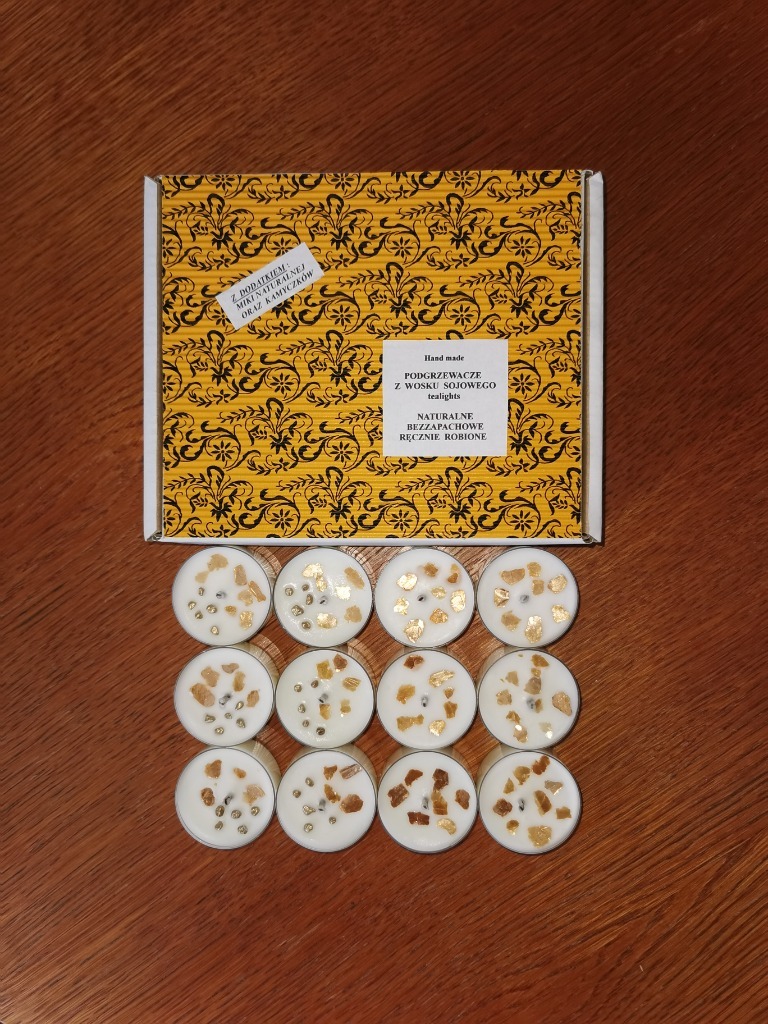 Z DODATKIEM :
MIKI NATURALNEJ
ORAZ KAMYCZKÓW
Hand made
PODGRZEWACZE
Z WOSKU SOJOWEGO
tealights
NATURALNE
BEZZAPACHOWE
RĘCZNIE ROBIONE